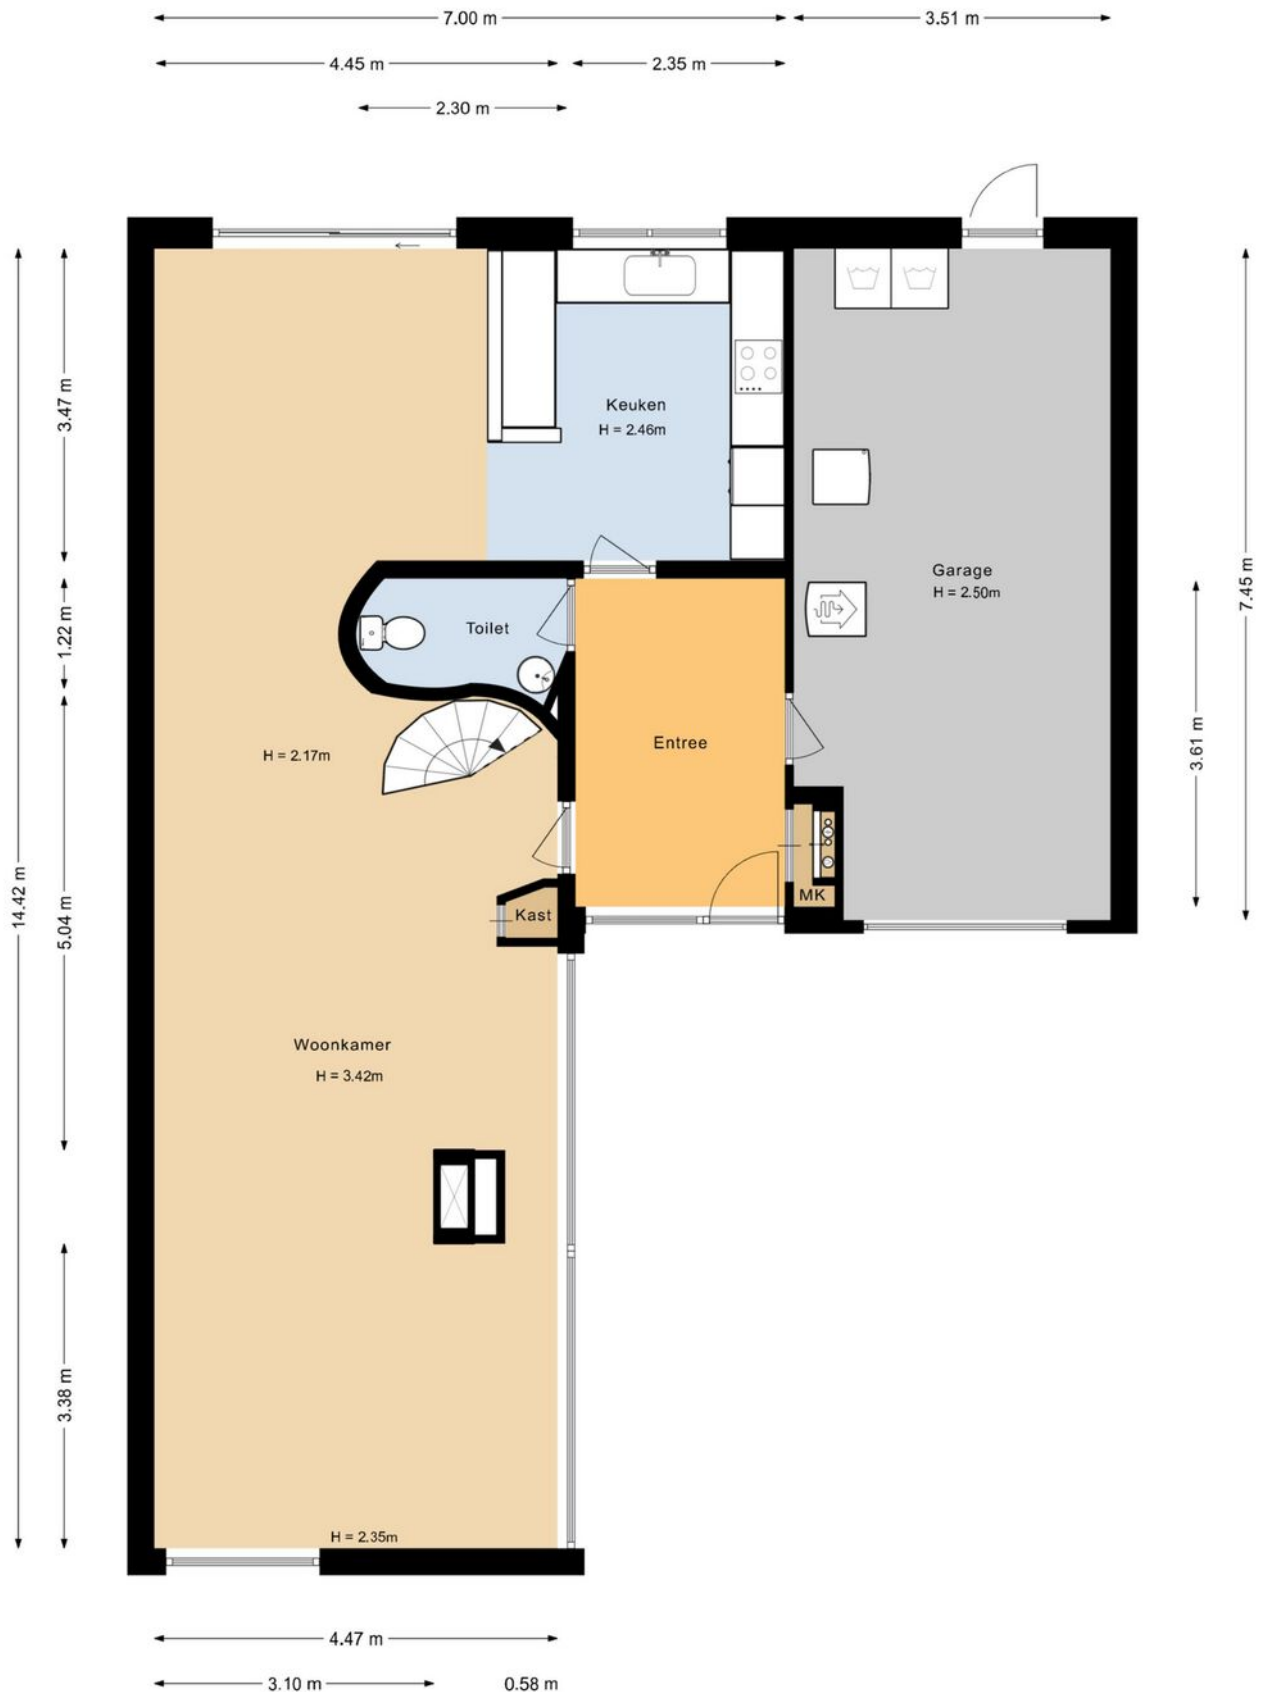 7.00 m
3.51 m
4.45 m
2.35 m
2.30 m
3.47 m
Keuken
H = 2.46m
Garage
H = 2.50m
7.45 m
1.22 m
Toilet
H = 2.17m
Entree
3.61 m
14.42 m
5.04 m
Kast
MK
Woonkamer
H = 3.42m
3.38 m
H = 2.35m
4.47 m
3.10 m
0.58 m